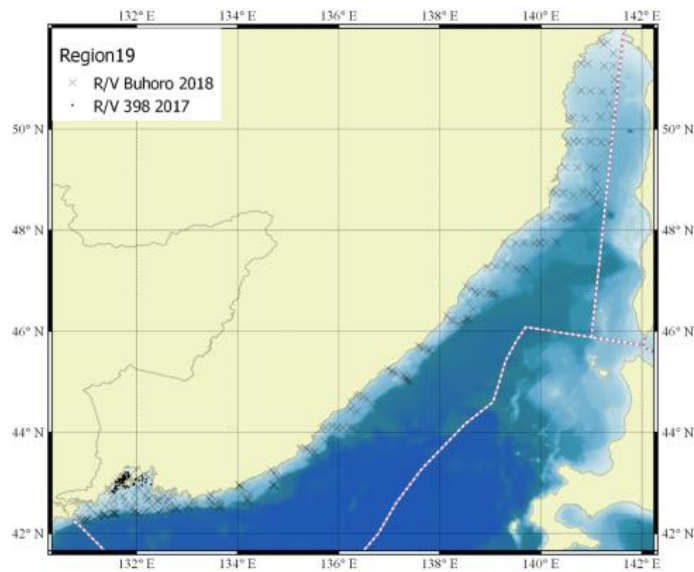 132° E 134° E 136° E 138° E 140° E 142° E
Region19
R/V Buhoro 2018
R/V 398 2017
50° N 50° N
48° N 48° N
46° N 46° N
44° N 44° N
42° N 42° N
132° E 134° E 136° E 138° E 140° E 142° E